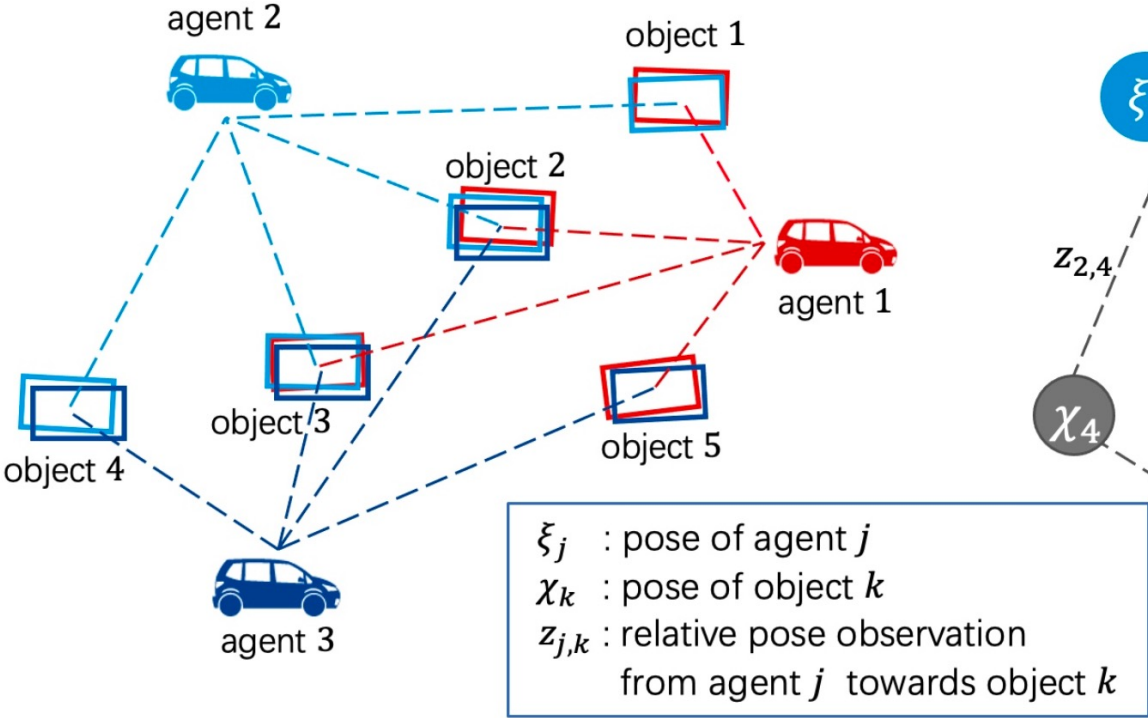 agent 2
object 1
ξ
object 2
z2,4
agent 1
object 3
χ4
object 5
object 4
ξj : pose of agent j
χk : pose of object k
zj,k : relative pose observation
from agent j towards object k
agent 3